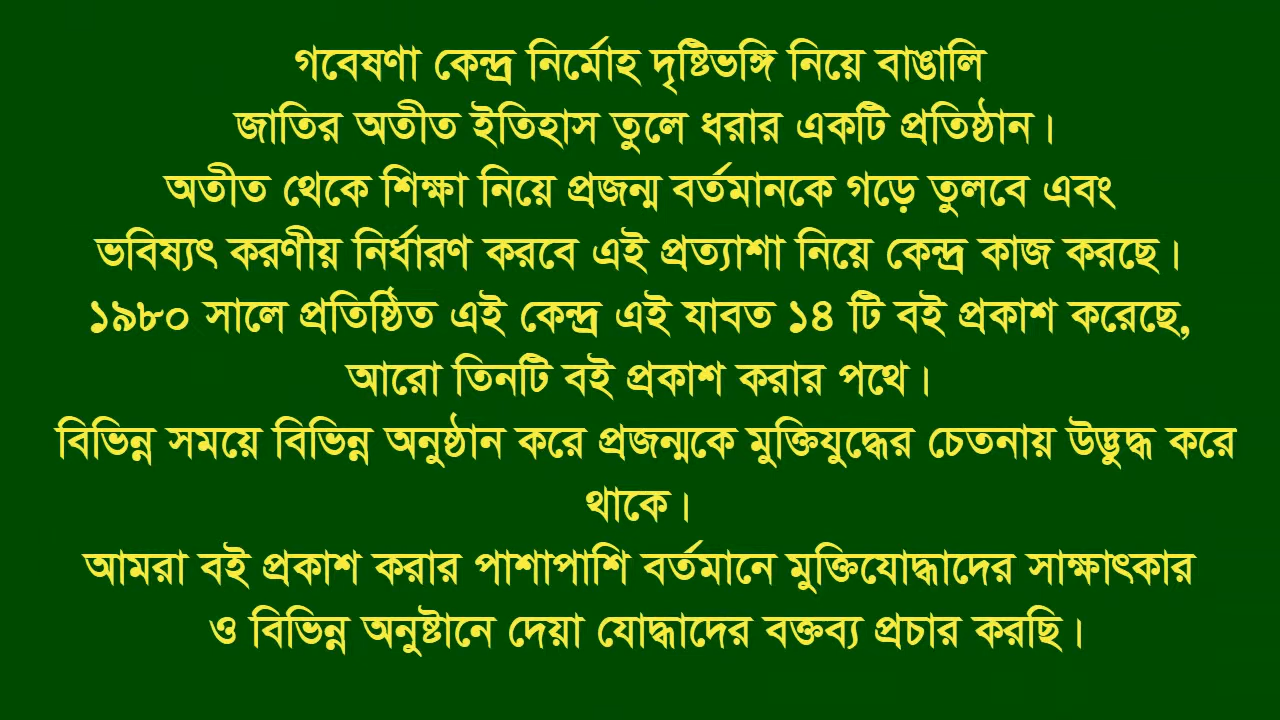 গবেষণা কেন্দ্র নির্মোহ দৃষ্টিভঙ্গি নিয়ে বাঙালি
জাতির অতীত ইতিহাস তুলে ধরার একটি প্রতিষ্ঠান।
অতীত থেকে শিক্ষা নিয়ে প্রজন্ম বর্তমানকে গড়ে তুলবে এবং
ভবিষ্যৎ করণীয় নির্ধারণ করবে এই প্রত্যাশা নিয়ে কেন্দ্র কাজ করছে।
১৯৮০ সালে প্রতিষ্ঠিত এই কেন্দ্র এই যাবত ১৪ টি বই প্রকাশ করেছে,
আরো তিনটি বই প্রকাশ করার পথে।
বিভিন্ন সময়ে বিভিন্ন অনুষ্ঠান করে প্রজন্মকে মুক্তিযুদ্ধের চেতনায় উদ্ভুদ্ধ করে
থাকে।
আমরা বই প্রকাশ করার পাশাপাশি বর্তমানে মুক্তিযোদ্ধাদের সাক্ষাৎকার
ও বিভিন্ন অনুষ্টানে দেয়া যোদ্ধাদের বক্তব্য প্রচার করছি।